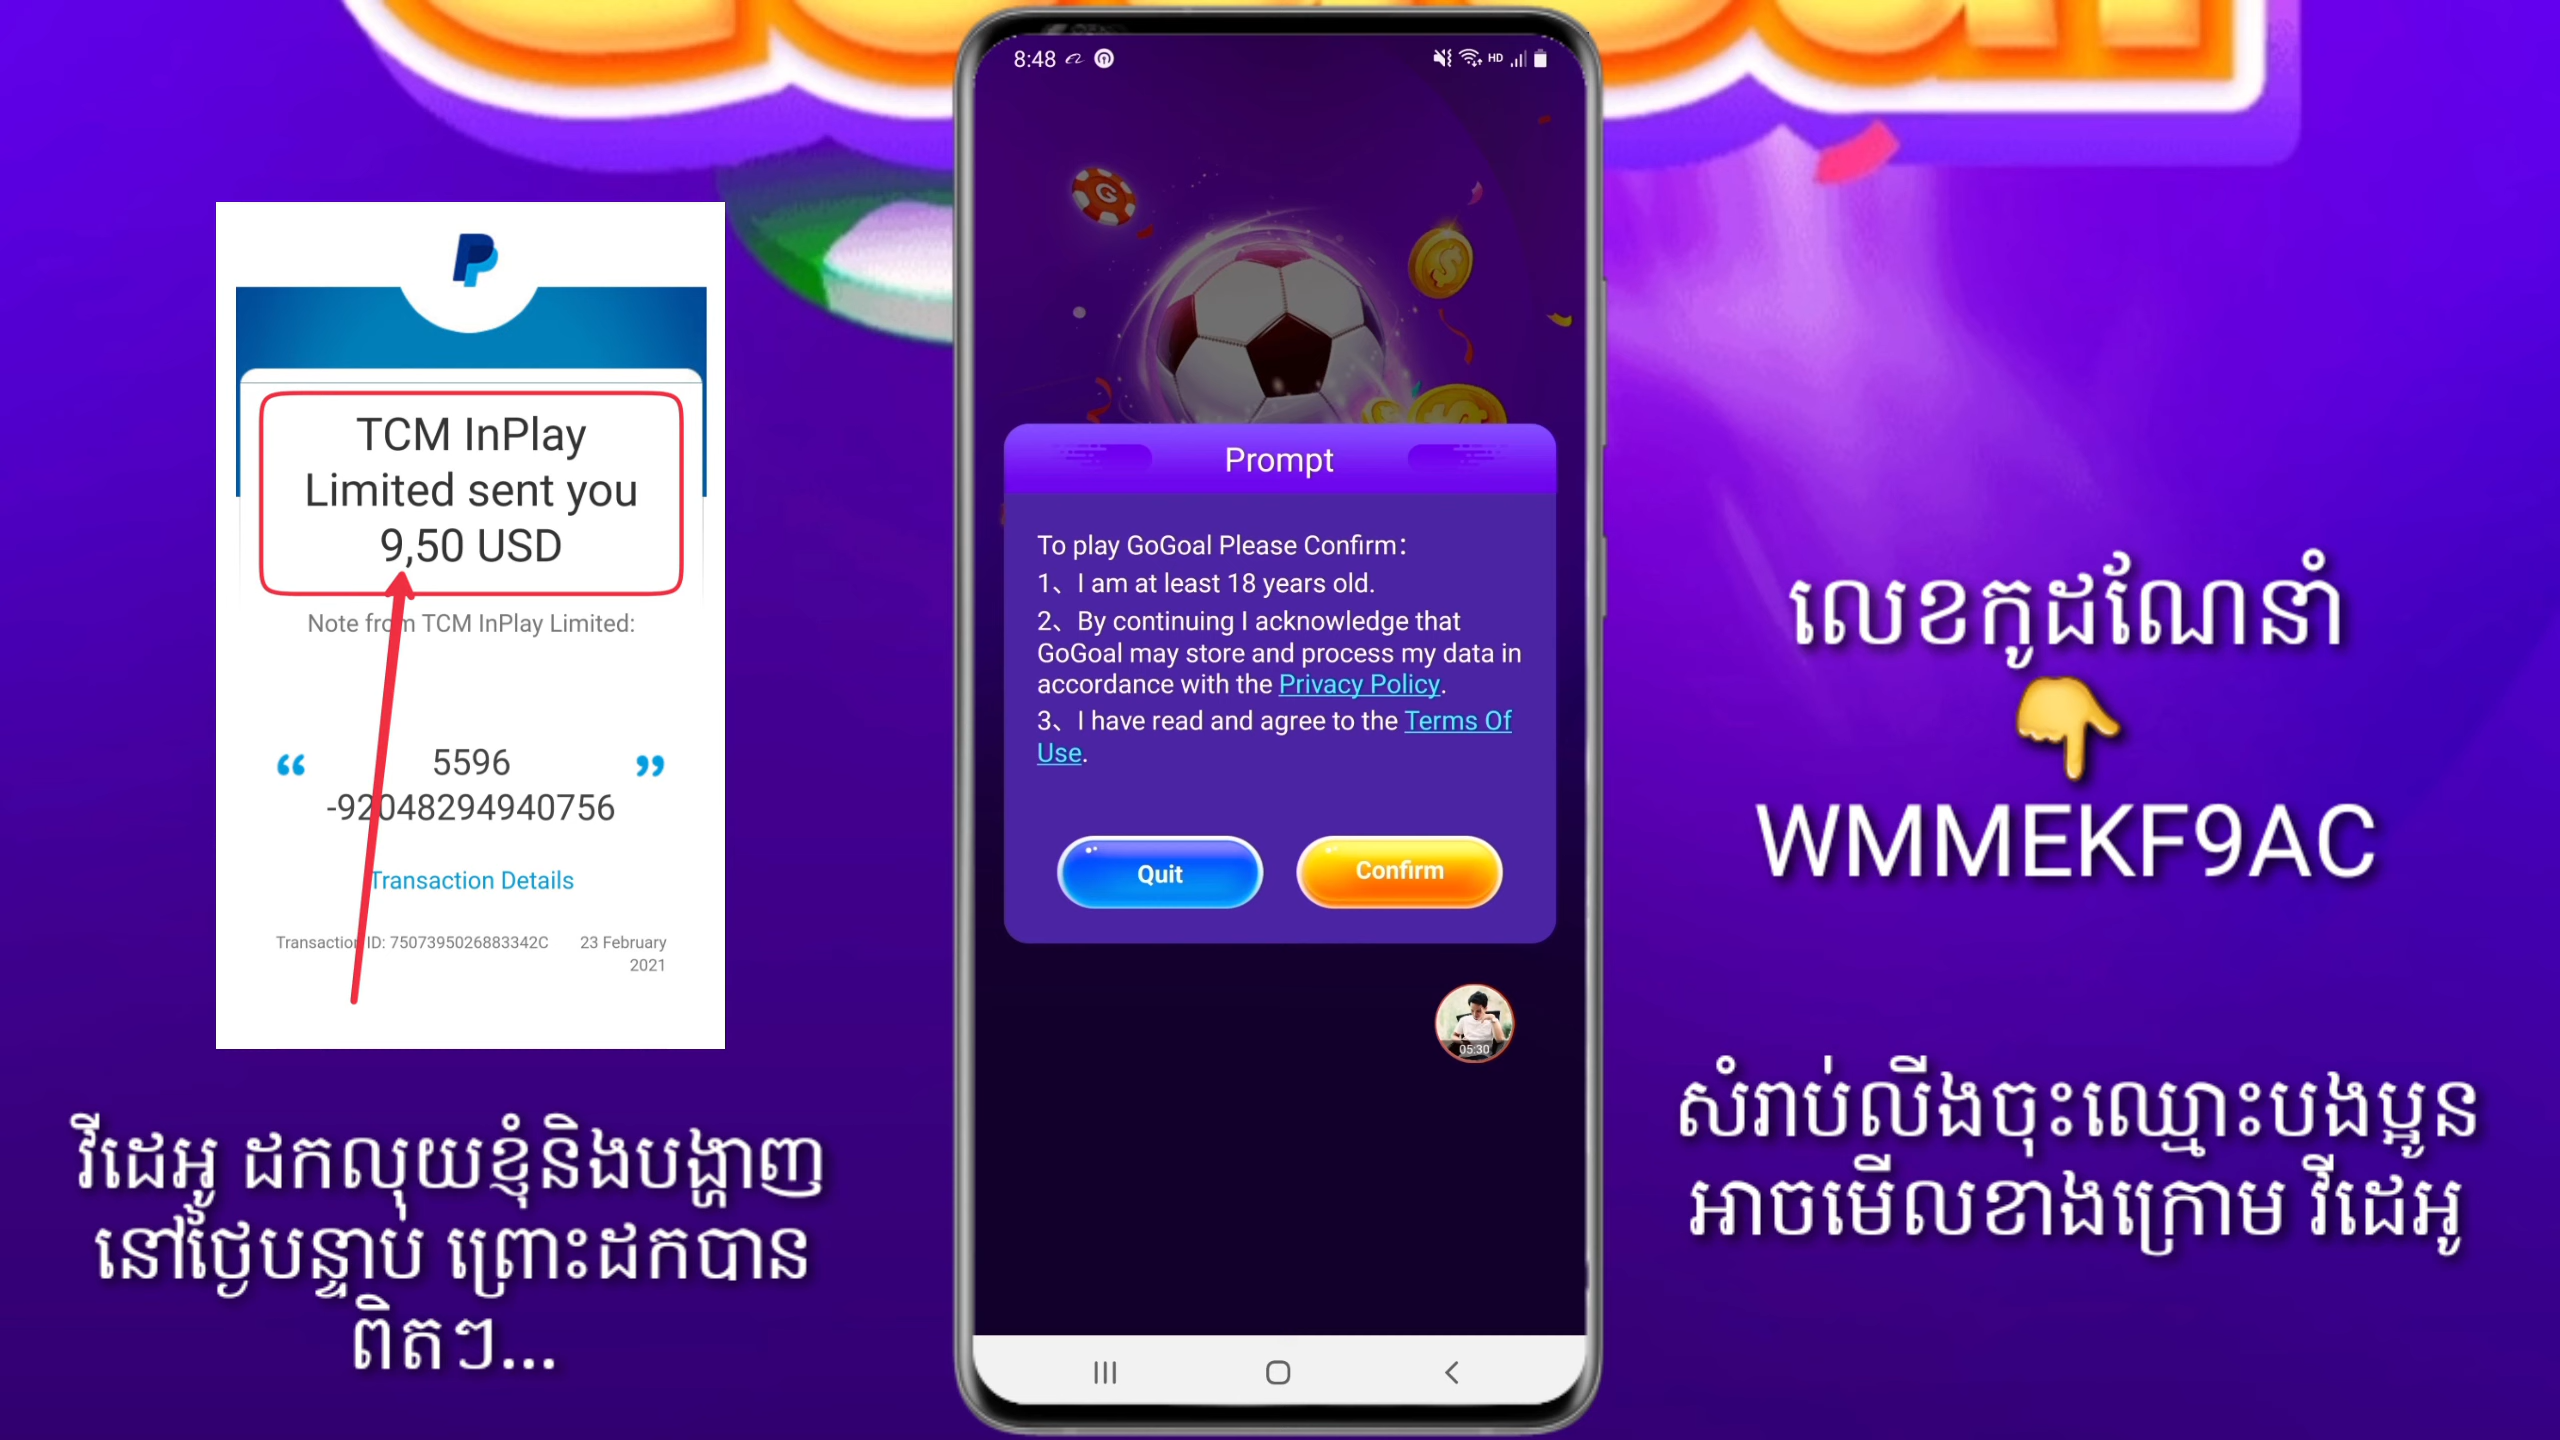 TCM InPlay
Limited sent you
9,50 USD
Note from TCM InPlay Limited:
“ 5596 ”
-92048294940756
Transaction Details
Transaction ID: 7507395026883342C 23 February
2021
វីដេអូ ដកលុយខ្ញុំនិងបង្ហាញ
នៅថ្ងៃបន្ទាប់ ព្រោះដកបាន
ពិតៗ...
8:48
HD
Prompt
To play GoGoal Please Confirm：
1、I am at least 18 years old.
2、By continuing I acknowledge that
GoGoal may store and process my data in
accordance with the Privacy Policy.
3、I have read and agree to the Terms Of
Use.
Quit
Confirm
05:30
លេខកូដណែនាំ
WMMEKF9AC
សំរាប់លីងចុះឈ្មោះបងប្អូន
អាចមើលខាងក្រោម វីដេអូ